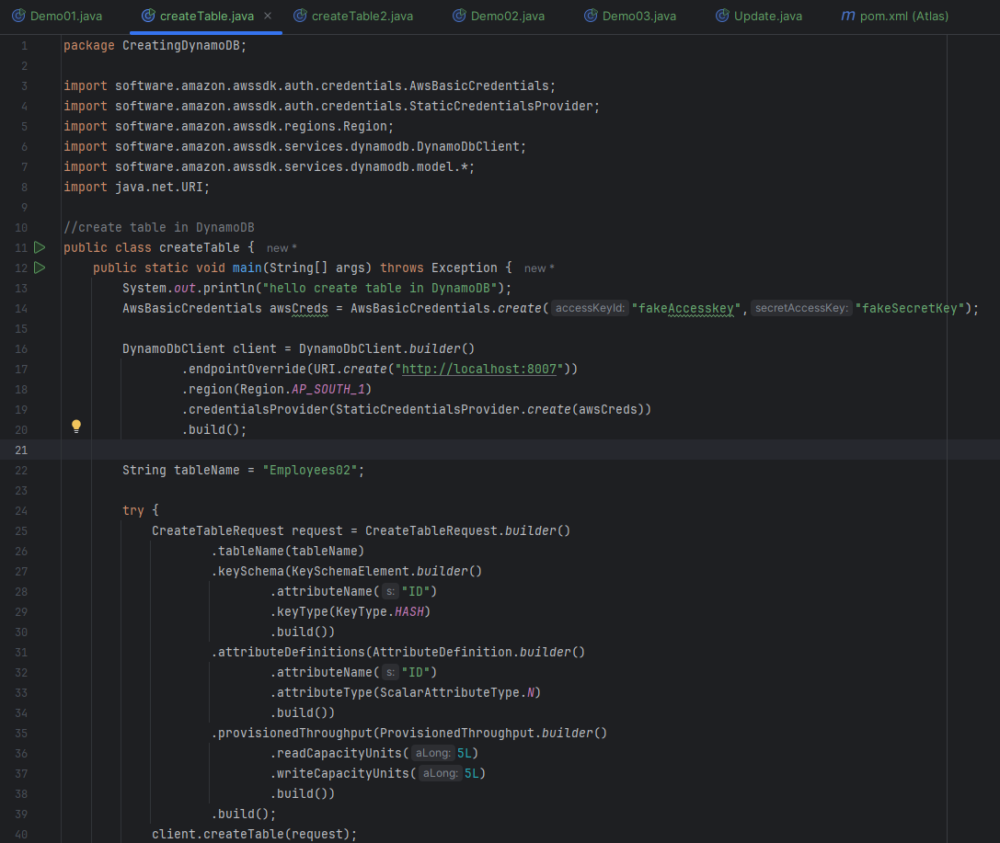 Demo01.java createTable.java × createTable2.java Demo02.java Demo03.java Update.java m pom.xml (Atlas)
1 package CreatingDynamoDB;
2
3 import software.amazon.awssdk.auth.credentials.AwsBasicCredentials;
4 import software.amazon.awssdk.auth.credentials.StaticCredentialsProvider;
5 import software.amazon.awssdk.regions.Region;
6 import software.amazon.awssdk.services.dynamodb.DynamoDbClient;
7 import software.amazon.awssdk.services.dynamodb.model.*;
8 import java.net.URI;
9
10 //create table in DynamoDB
11 public class createTable { new *
12     public static void main(String[] args) throws Exception { new *
13         System.out.println("hello create table in DynamoDB");
14         AwsBasicCredentials awsCreds = AwsBasicCredentials.create( accessKeyId: "fakeAccesskey", secretAccessKey: "fakeSecretKey");
15
16         DynamoDbClient client = DynamoDbClient.builder()
17                 .endpointOverride(URI.create("http://localhost:8007"))
18                 .region(Region.AP_SOUTH_1)
19                 .credentialsProvider(StaticCredentialsProvider.create(awsCreds))
20                 .build();
21
22         String tableName = "Employees02";
23
24         try {
25             CreateTableRequest request = CreateTableRequest.builder()
26                     .tableName(tableName)
27                     .keySchema(KeySchemaElement.builder()
28                             .attributeName( s: "ID")
29                             .keyType(KeyType.HASH)
30                             .build())
31                     .attributeDefinitions(AttributeDefinition.builder()
32                             .attributeName( s: "ID")
33                             .attributeType(ScalarAttributeType.N)
34                             .build())
35                     .provisionedThroughput(ProvisionedThroughput.builder()
36                             .readCapacityUnits( aLong: 5L)
37                             .writeCapacityUnits( aLong: 5L)
38                             .build())
39                     .build();
40             client.createTable(request);